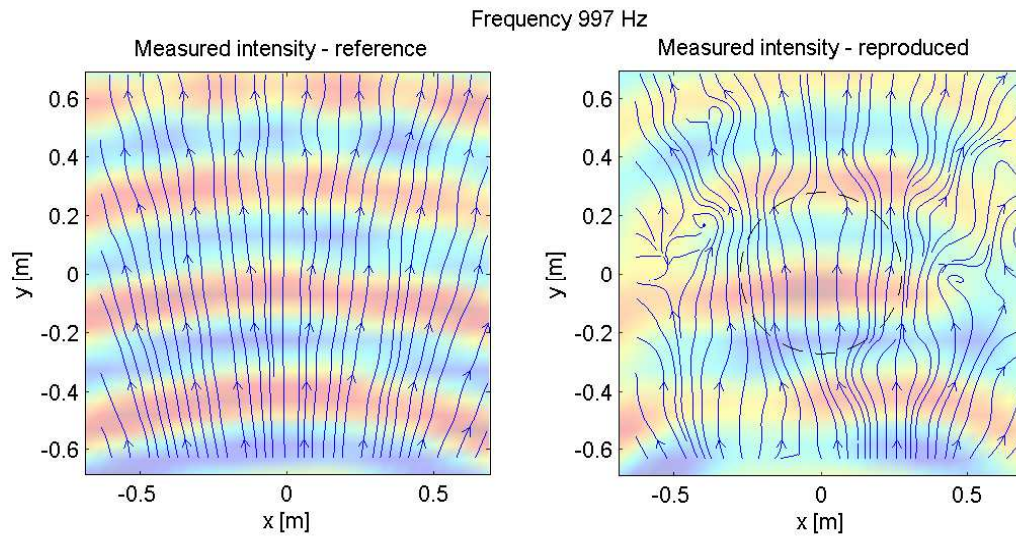 Frequency 997 Hz
Measured intensity - reference
Measured intensity - reproduced
0.6
0.4
0.2
0
-0.2
-0.4
-0.6
y [m]
-0.5
0
0.5
x [m]
0.6
0.4
0.2
0
-0.2
-0.4
-0.6
y [m]
-0.5
0
0.5
x [m]